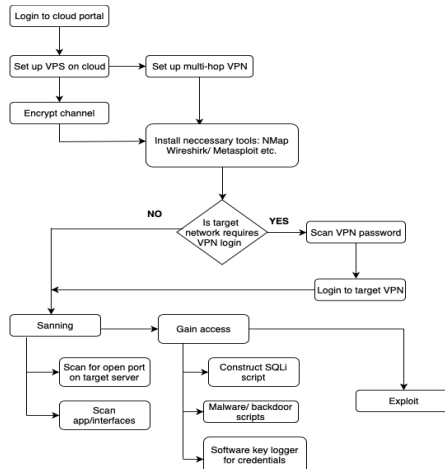 Login to cloud portal
Set up VPS on cloud
Set up multi-hop VPN
Encrypt channel
Install neccessary tools: NMap
Wireshirk/ Metasploit etc.
NO
Is target
network requires
VPN login
YES
Scan VPN password
Login to target VPN
Sanning
Gain access
Scan for open port
on target server
Construct SQLi
script
Exploit
Scan
app/interfaces
Malware/ backdoor
scripts
Software key logger
for credentials